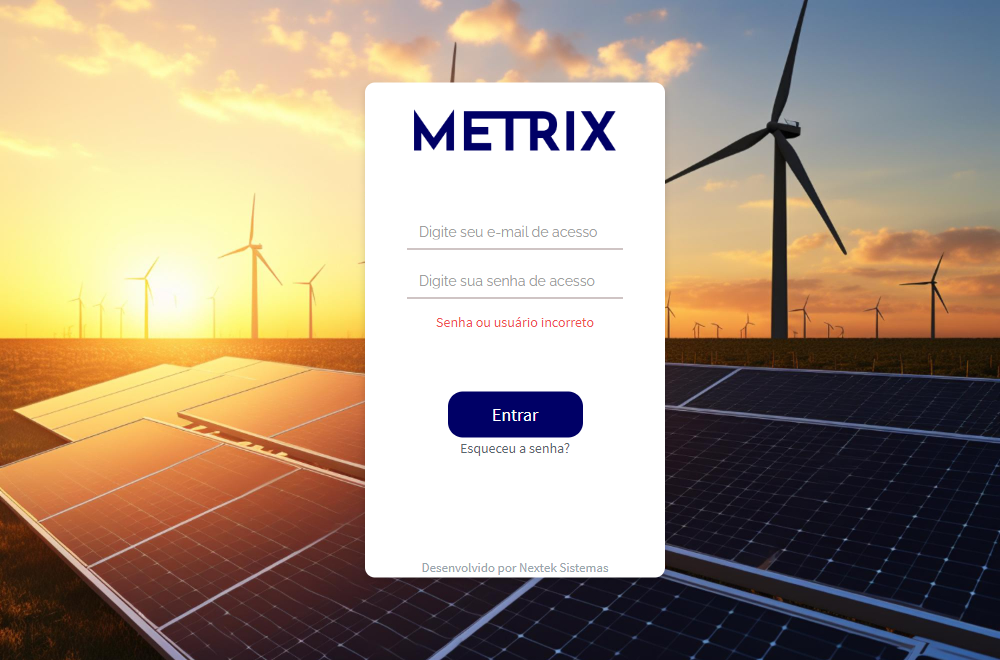 METRIX
Digite seu e-mail de acesso
Digite sua senha de acesso
Senha ou usuário incorreto
Entrar
Esqueceu a senha?
Desenvolvido por Nextek Sistemas